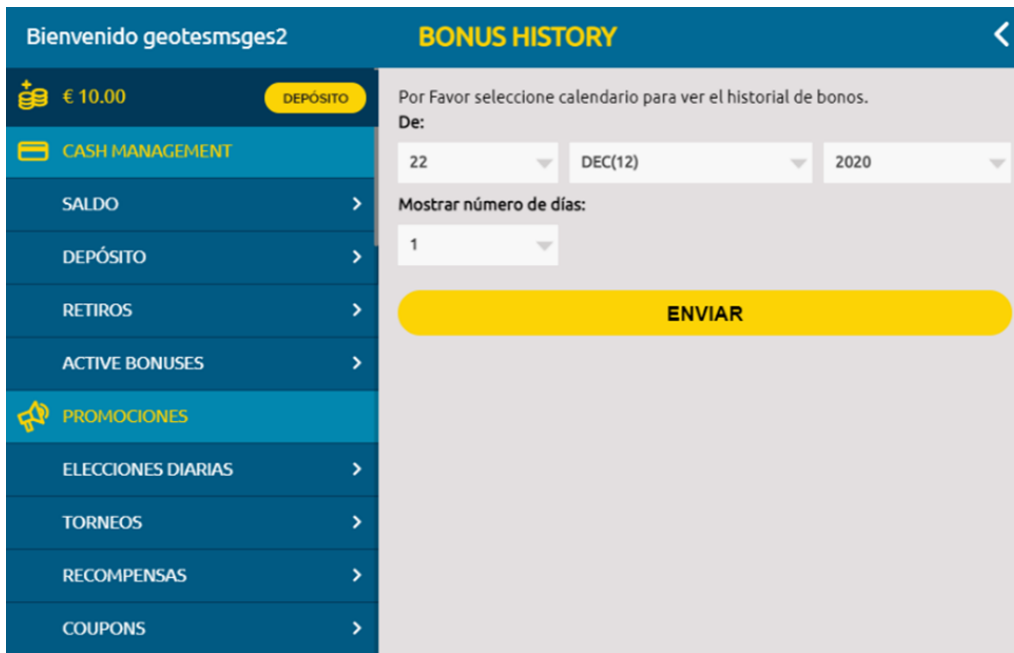 Bienvenido geotesmsges2
€ 10.00
DEPÓSITO
CASH MANAGEMENT
SALDO
DEPÓSITO
RETIROS
ACTIVE BONUSES
PROMOCIONES
ELECCIONES DIARIAS
TORNEOS
RECOMPENSAS
COUPONS
BONUS HISTORY
Por Favor seleccione calendario para ver el historial de bonos.
De:
22 DEC(12) 2020
Mostrar número de días:
1
ENVIAR